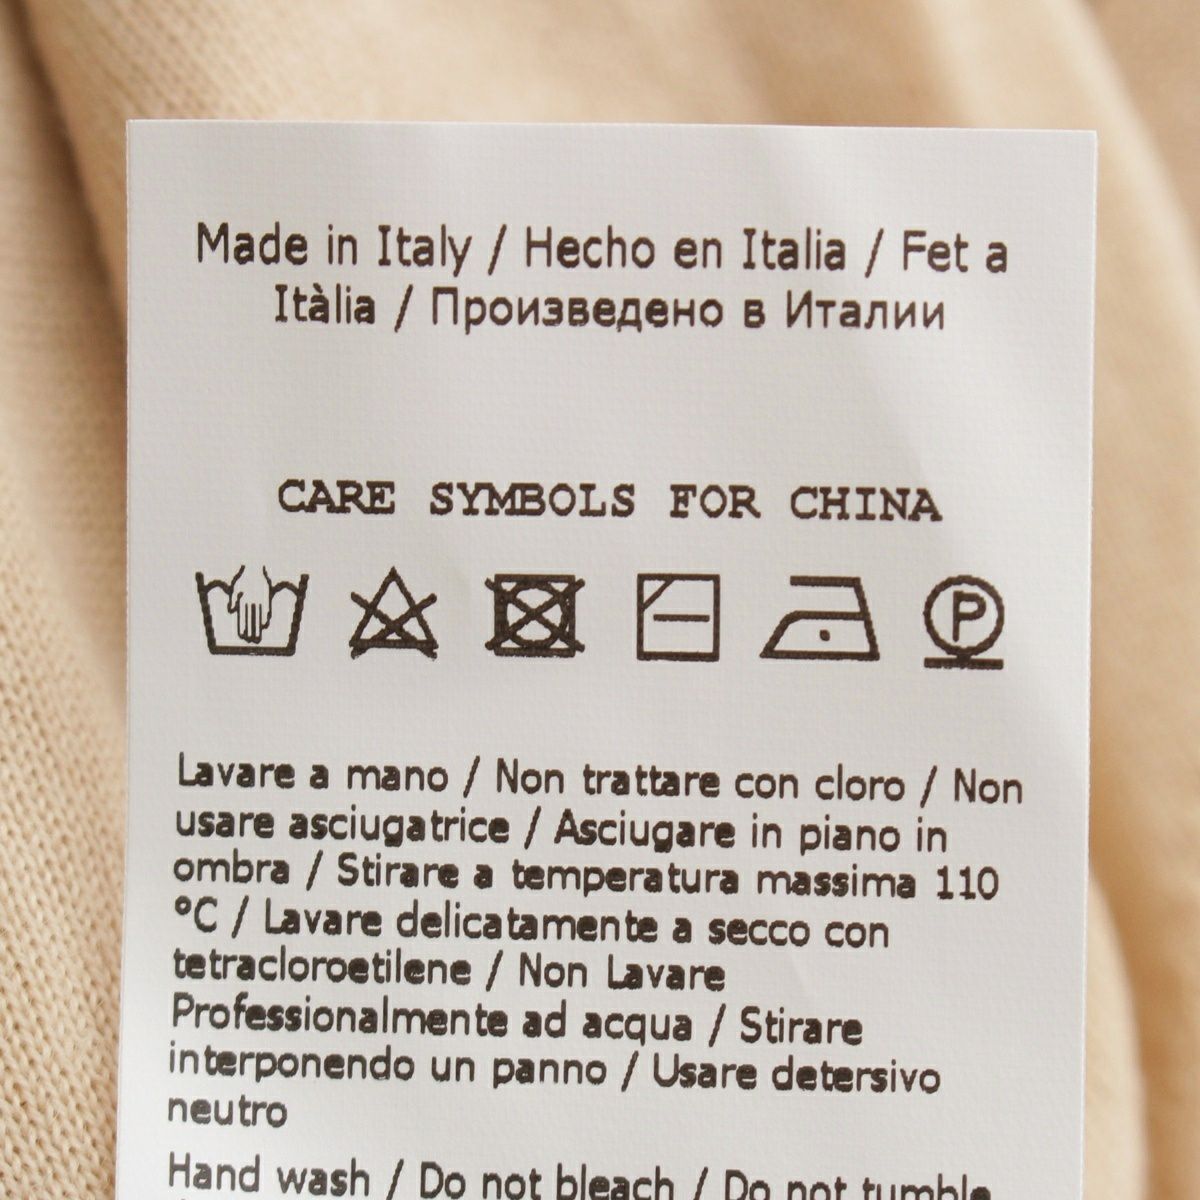 Made in Italy / Hecho en Italia / Fet a
Itàlia / Произведено в Италии
CARE SYMBOLS FOR CHINA
P
Lavare a mano / Non trattare con cloro / Non
usare asciugatrice / Asciugare in piano in
ombra / Stirare a temperatura massima 110
°C / Lavare delicatamente a secco con
tetracloroetilene / Non Lavare
Professionalmente ad acqua / Stirare
interponendo un panno / Usare detersivo
neutro
Hand wash / Do not bleach / Do not tumble